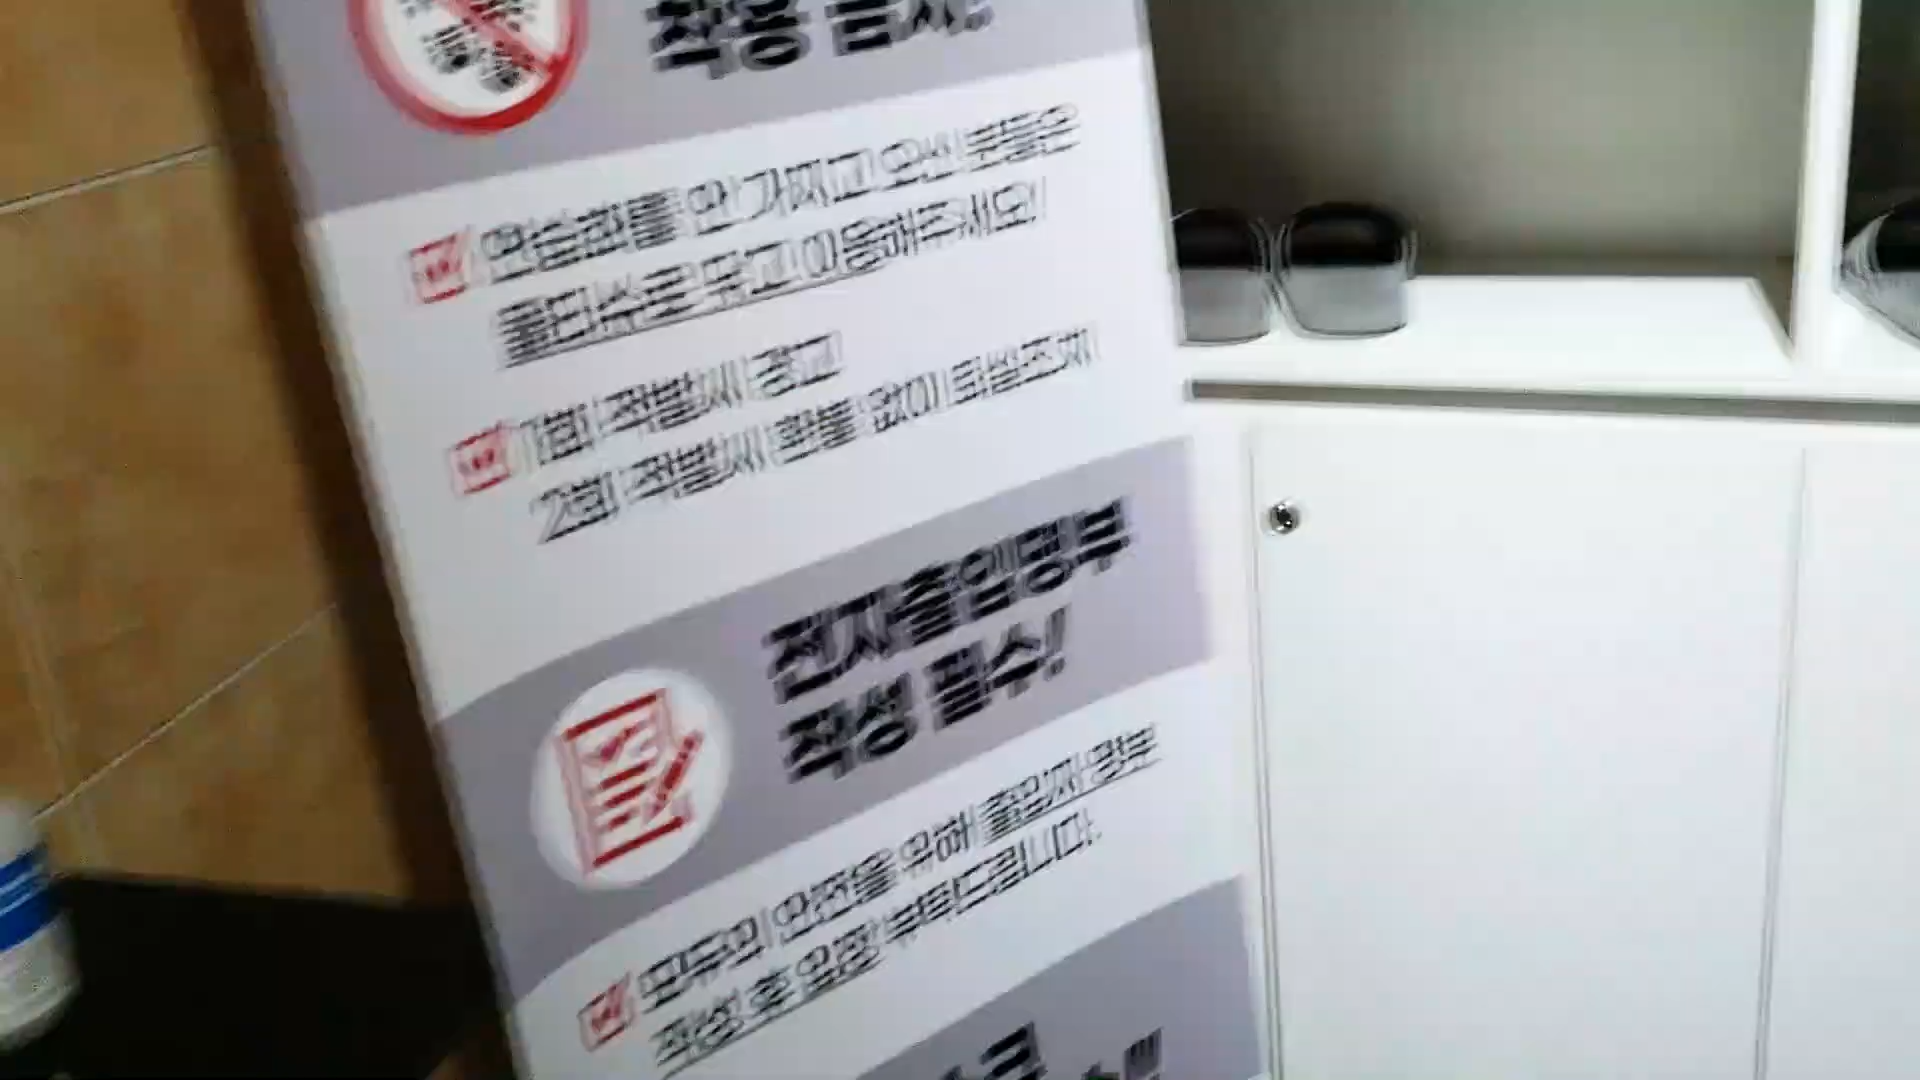 착용 금지!
연습화를 안 가져고 오신 분들은
물티슈로 닦고 이용해주세요!
1회 적발시 경고
2회 적발시 환불 없이 퇴실조치
전자출입명부
작성 필수!
모두의 안전을 위해 출입자 명부
작성 후 입장 부탁드립니다.